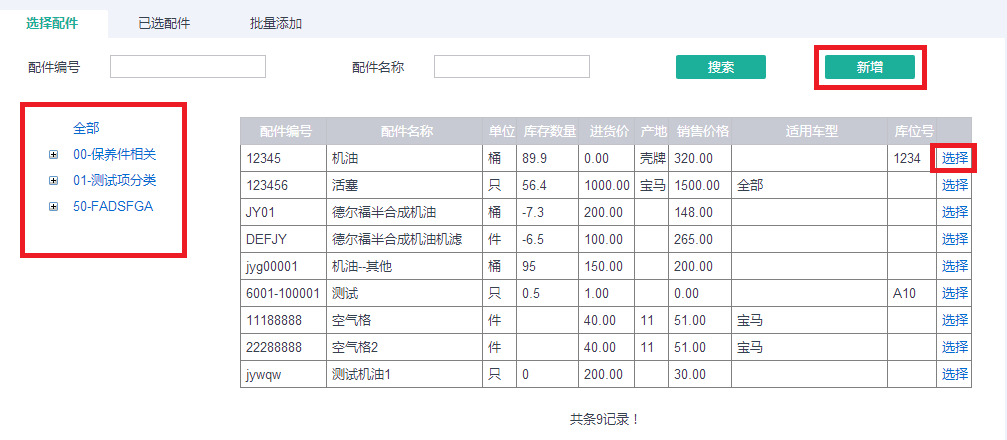 选择配件 已选配件 批量添加
配件编号 配件名称 搜索 新增
全部
00-保养件相关
01-测试项分类
50-FADSFGA
配件编号 配件名称 单位 库存数量 进货价 产地 销售价格 适用车型 库位号
12345 机油 桶 89.9 0.00 壳牌 320.00 1234 选择
123456 活塞 只 56.4 1000.00 宝马 1500.00 全部 选择
JY01 德尔福半合成机油 桶 -7.3 200.00 148.00 选择
DEFJY 德尔福半合成机油机滤 件 -6.5 100.00 265.00 选择
jyg00001 机油--其他 桶 95 150.00 200.00 选择
6001-100001 测试 只 0.5 1.00 0.00 A10 选择
11188888 空气格 件 40.00 11 51.00 宝马 选择
22288888 空气格2 件 40.00 11 51.00 宝马 选择
jywqw 测试机油1 只 0 200.00 30.00 选择
共条9记录！